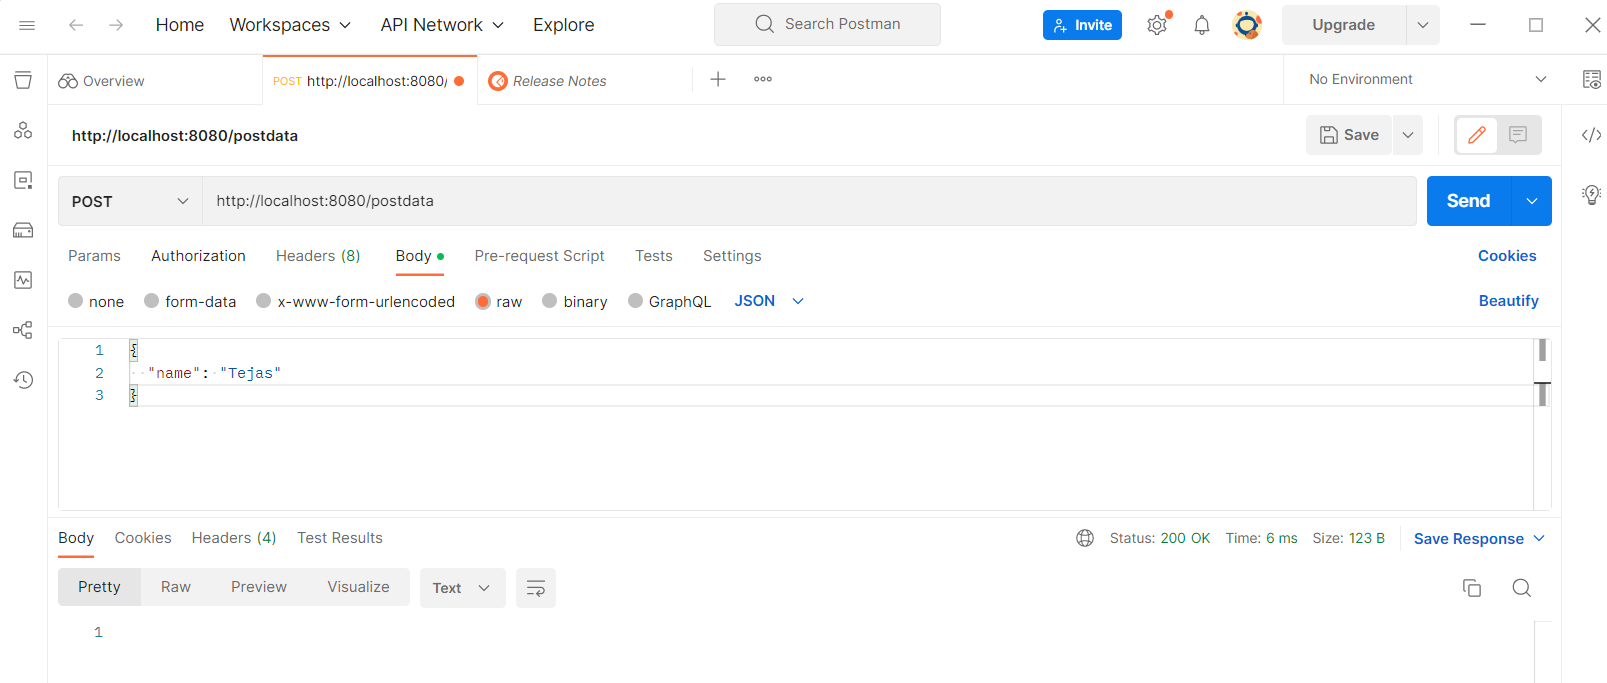 Home Workspaces API Network Explore Search Postman Invite Upgrade
Overview POST http://localhost:8080/ Release Notes No Environment
http://localhost:8080/postdata Save
POST http://localhost:8080/postdata Send
Params Authorization Headers (8) Body Pre-request Script Tests Settings Cookies
none form-data x-www-form-urlencoded raw binary GraphQL JSON Beautify
1 {
2 "name": "Tejas"
3 }
Body Cookies Headers (4) Test Results Status: 200 OK Time: 6 ms Size: 123 B Save Response
Pretty Raw Preview Visualize Text
1